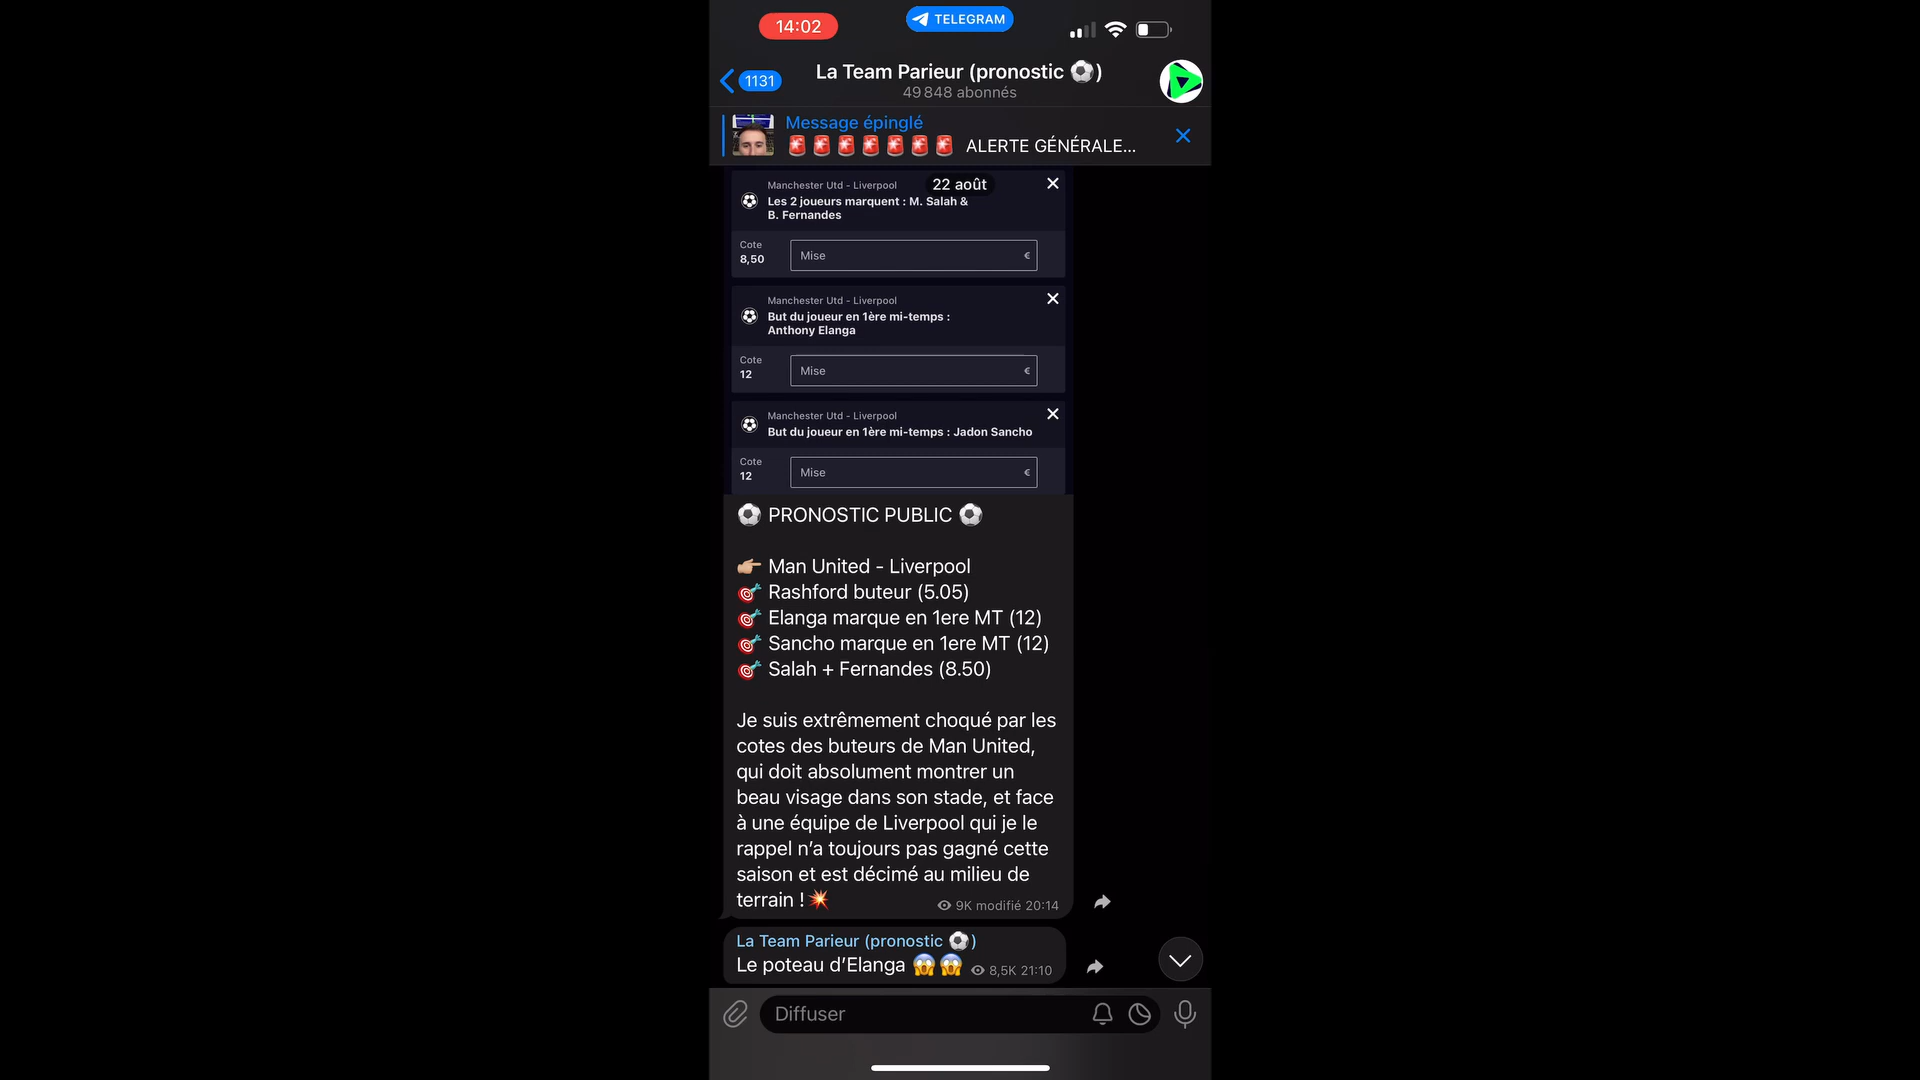 14:02
TELEGRAM
1131
La Team Parieur (pronostic ⚽)
49 848 abonnés
Message épinglé
🚨🚨🚨🚨🚨🚨🚨 ALERTE GÉNÉRALE...
22 août
Manchester Utd - Liverpool
Les 2 joueurs marquent : M. Salah &
B. Fernandes
Cote
8,50
Mise €
Manchester Utd - Liverpool
But du joueur en 1ère mi-temps :
Anthony Elanga
Cote
12
Mise €
Manchester Utd - Liverpool
But du joueur en 1ère mi-temps : Jadon Sancho
Cote
12
Mise €
⚽ PRONOSTIC PUBLIC ⚽
👉🏼 Man United - Liverpool
🎯 Rashford buteur (5.05)
🎯 Elanga marque en 1ere MT (12)
🎯 Sancho marque en 1ere MT (12)
🎯 Salah + Fernandes (8.50)
Je suis extrêmement choqué par les
cotes des buteurs de Man United,
qui doit absolument montrer un
beau visage dans son stade, et face
à une équipe de Liverpool qui je le
rappel n’a toujours pas gagné cette
saison et est décimé au milieu de
terrain ! 💥
9K modifié 20:14
La Team Parieur (pronostic ⚽)
Le poteau d’Elanga 😱😱 8,5K 21:10
Diffuser